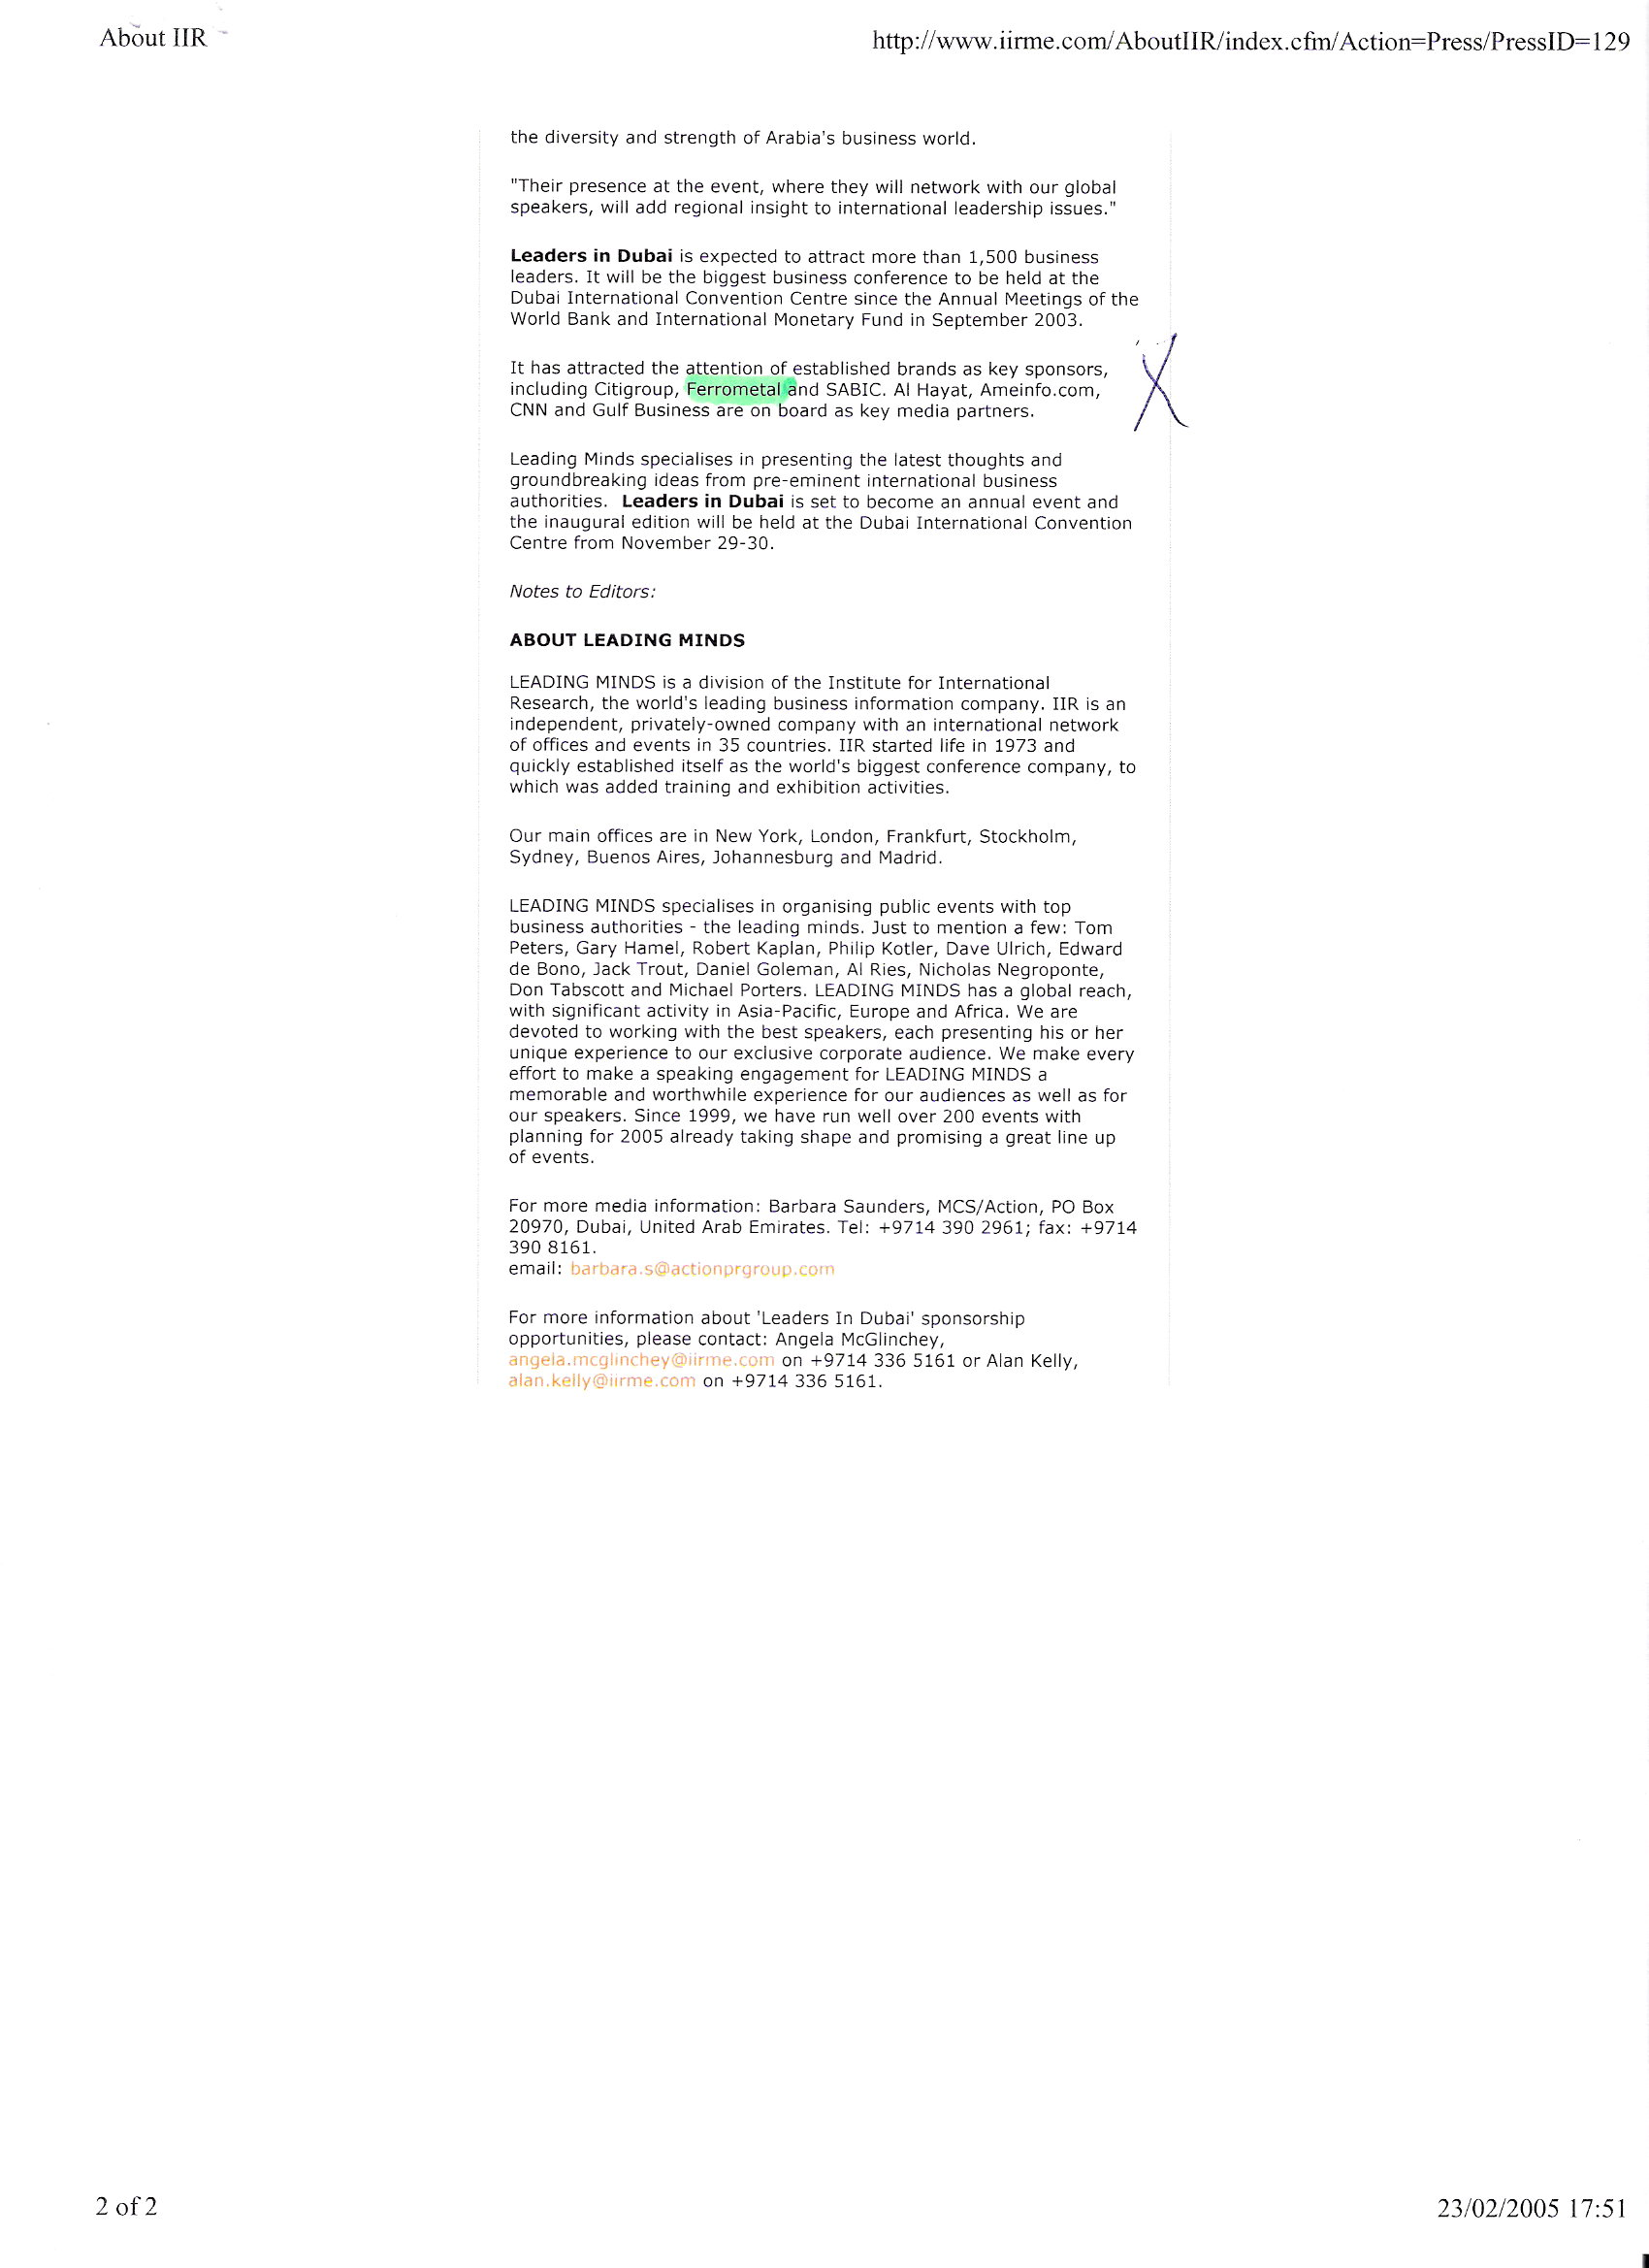 About IIR
http://www.iirme.com/AboutIIR/index.cfm/Action=Press/PressID=129
the diversity and strength of Arabia's business world.
"Their presence at the event, where they will network with our global
speakers, will add regional insight to international leadership issues."
Leaders in Dubai is expected to attract more than 1,500 business
leaders. It will be the biggest business conference to be held at the
Dubai International Convention Centre since the Annual Meetings of the
World Bank and International Monetary Fund in September 2003.
It has attracted the attention of established brands as key sponsors,
including Citigroup, Ferrometal and SABIC. Al Hayat, Ameinfo.com,
CNN and Gulf Business are on board as key media partners.
X
Leading Minds specialises in presenting the latest thoughts and
groundbreaking ideas from pre-eminent international business
authorities. Leaders in Dubai is set to become an annual event and
the inaugural edition will be held at the Dubai International Convention
Centre from November 29-30.
Notes to Editors:
ABOUT LEADING MINDS
LEADING MINDS is a division of the Institute for International
Research, the world's leading business information company. IIR is an
independent, privately-owned company with an international network
of offices and events in 35 countries. IIR started life in 1973 and
quickly established itself as the world's biggest conference company, to
which was added training and exhibition activities.
Our main offices are in New York, London, Frankfurt, Stockholm,
Sydney, Buenos Aires, Johannesburg and Madrid.
LEADING MINDS specialises in organising public events with top
business authorities - the leading minds. Just to mention a few: Tom
Peters, Gary Hamel, Robert Kaplan, Philip Kotler, Dave Ulrich, Edward
de Bono, Jack Trout, Daniel Goleman, Al Ries, Nicholas Negroponte,
Don Tabscott and Michael Porters. LEADING MINDS has a global reach,
with significant activity in Asia-Pacific, Europe and Africa. We are
devoted to working with the best speakers, each presenting his or her
unique experience to our exclusive corporate audience. We make every
effort to make a speaking engagement for LEADING MINDS a
memorable and worthwhile experience for our audiences as well as for
our speakers. Since 1999, we have run well over 200 events with
planning for 2005 already taking shape and promising a great line up
of events.
For more media information: Barbara Saunders, MCS/Action, PO Box
20970, Dubai, United Arab Emirates. Tel: +9714 390 2961; fax: +9714
390 8161.
email: barbara.s@actionprgroup.com
For more information about 'Leaders In Dubai' sponsorship
opportunities, please contact: Angela McGlinchey,
angela.mcglinchey@iirme.com on +9714 336 5161 or Alan Kelly,
alan.kelly@iirme.com on +9714 336 5161.
2 of 2
23/02/2005 17:51